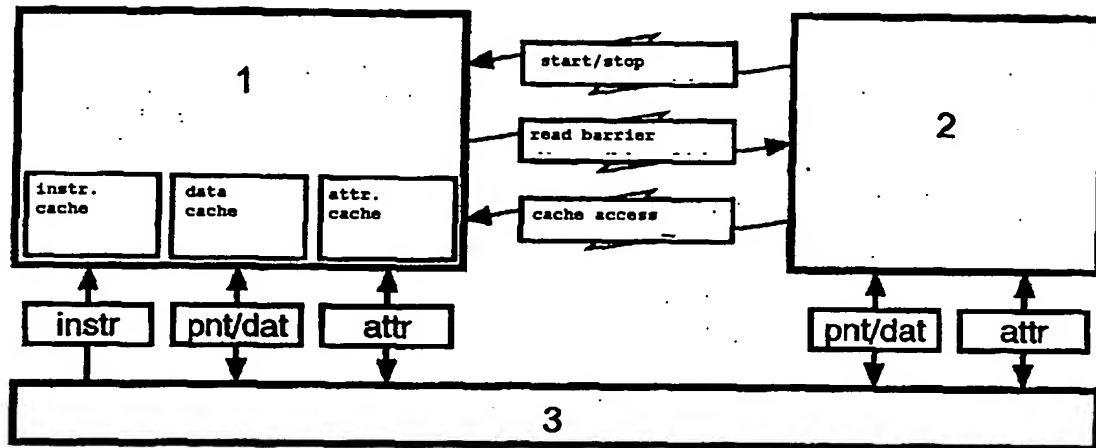 1
2
start/stop
read barrier
cache access
instr.
cache
data
cache
attr.
cache
instr
pnt/dat
attr
pnt/dat
attr
3